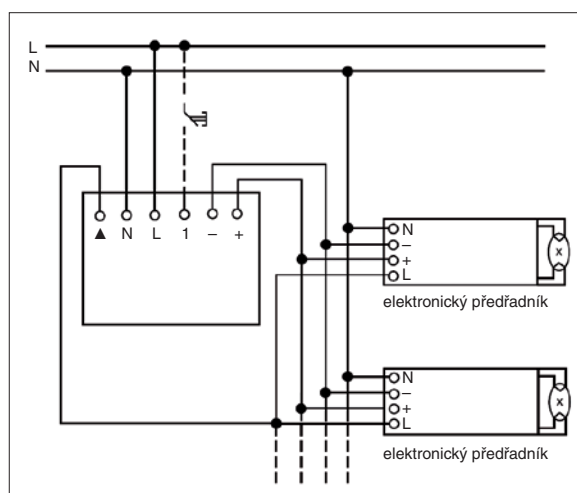 L
N
▲ N L 1 – +
N
–
+
L
x
elektronický předřadník
N
–
+
L
x
elektronický předřadník